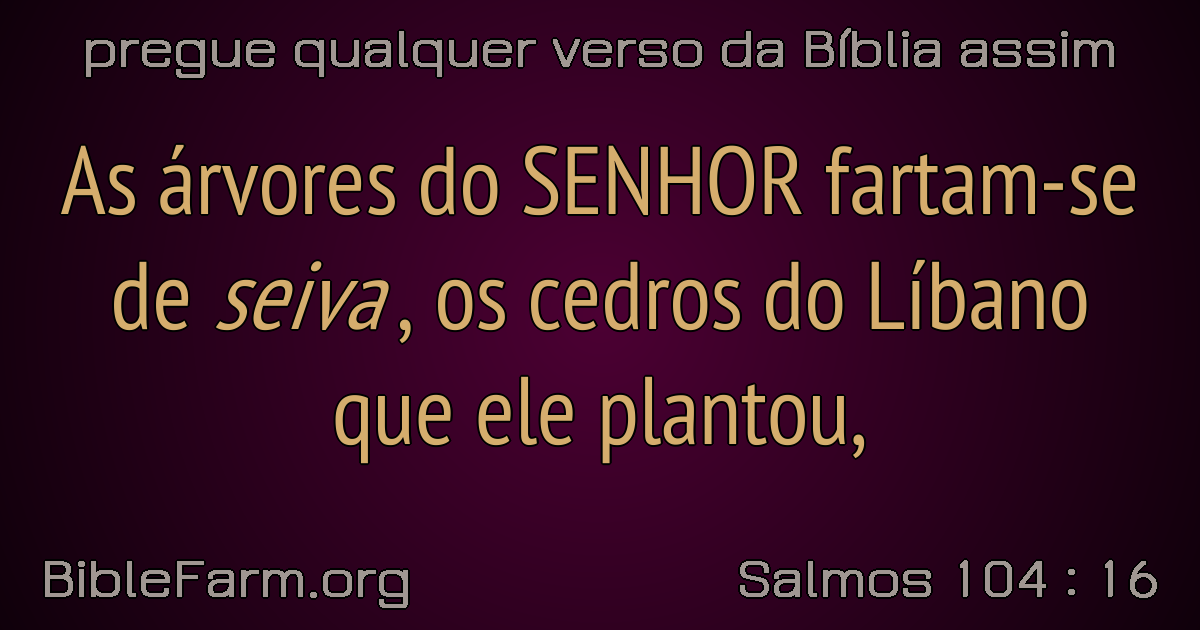 pregue qualquer verso da Bíblia assim
As árvores do SENHOR fartam-se
de seiva, os cedros do Líbano
que ele plantou,
BibleFarm.org
Salmos 104 : 16